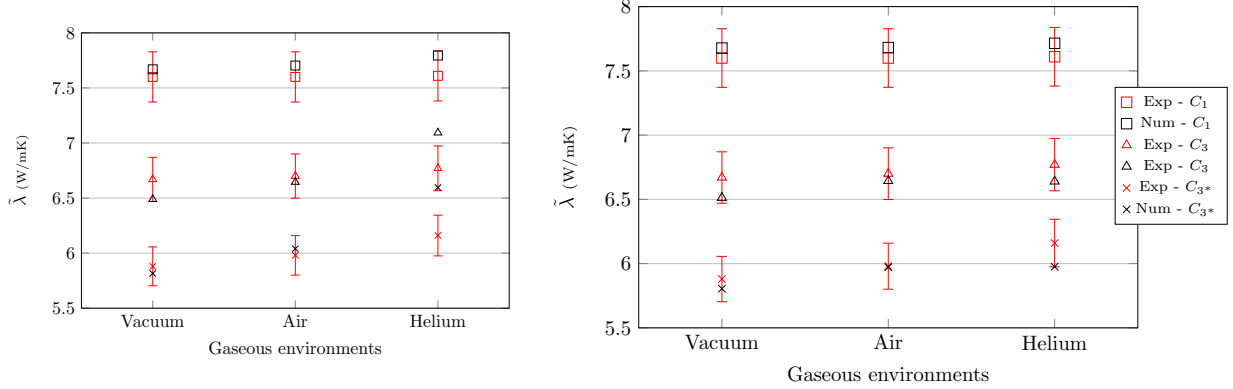 8
7.5
7
6.5
6
5.5
λ̃ (W/mK)
Vacuum Air Helium
Gaseous environments
8
7.5
7
6.5
6
5.5
λ̃ (W/mK)
Vacuum Air Helium
Gaseous environments
Exp - C₁
Num - C₁
Exp - C₃
Exp - C₃
Exp - C₃*
Num - C₃*